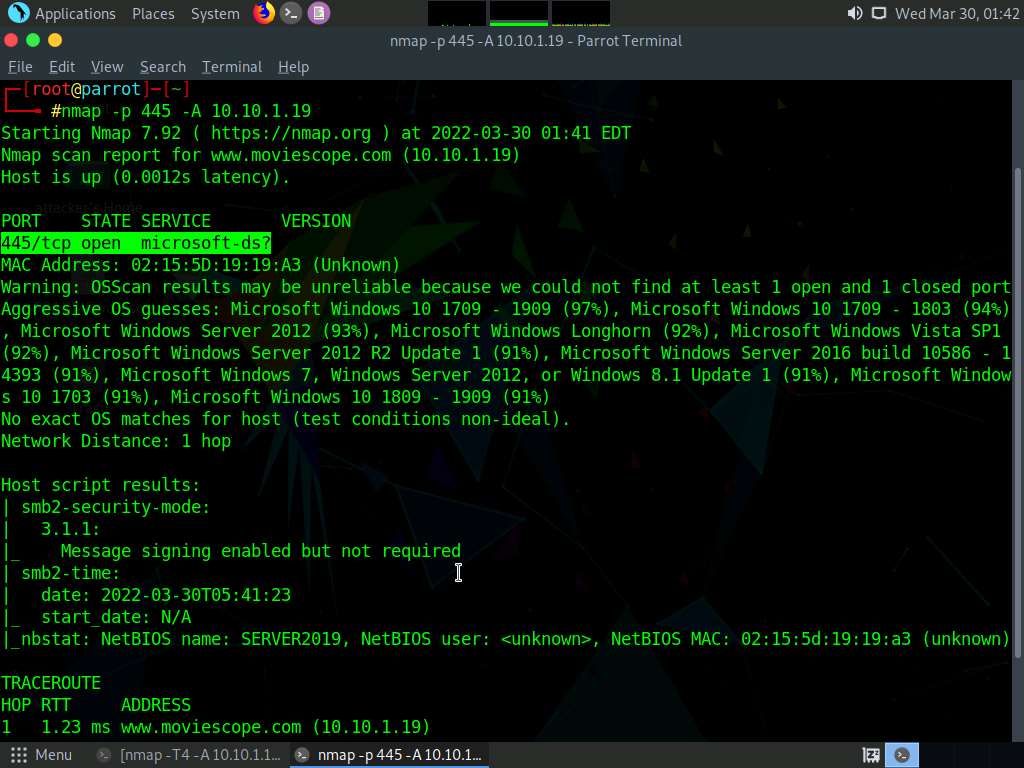 Applications Places System Wed Mar 30, 01:42
nmap -p 445 -A 10.10.1.19 - Parrot Terminal
File Edit View Search Terminal Help
[root@parrot]-[~]
#nmap -p 445 -A 10.10.1.19
Starting Nmap 7.92 ( https://nmap.org ) at 2022-03-30 01:41 EDT
Nmap scan report for www.moviescope.com (10.10.1.19)
Host is up (0.0012s latency).
attacker's Home
PORT    STATE SERVICE       VERSION
445/tcp open  microsoft-ds?
MAC Address: 02:15:5D:19:19:A3 (Unknown)
Warning: OSScan results may be unreliable because we could not find at least 1 open and 1 closed port
Aggressive OS guesses: Microsoft Windows 10 1709 - 1909 (97%), Microsoft Windows 10 1709 - 1803 (94%)
, Microsoft Windows Server 2012 (93%), Microsoft Windows Longhorn (92%), Microsoft Windows Vista SP1
(92%), Microsoft Windows Server 2012 R2 Update 1 (91%), Microsoft Windows Server 2016 build 10586 - 1
4393 (91%), Microsoft Windows 7, Windows Server 2012, or Windows 8.1 Update 1 (91%), Microsoft Window
s 10 1703 (91%), Microsoft Windows 10 1809 - 1909 (91%)
No exact OS matches for host (test conditions non-ideal).
Network Distance: 1 hop
Host script results:
| smb2-security-mode:
|   3.1.1:
|_    Message signing enabled but not required
| smb2-time:
|   date: 2022-03-30T05:41:23
|_  start_date: N/A
|_nbstat: NetBIOS name: SERVER2019, NetBIOS user: <unknown>, NetBIOS MAC: 02:15:5d:19:19:a3 (unknown)
TRACEROUTE
HOP RTT     ADDRESS
1   1.23 ms www.moviescope.com (10.10.1.19)
Menu [nmap -T4 -A 10.10.1.1... nmap -p 445 -A 10.10.1...